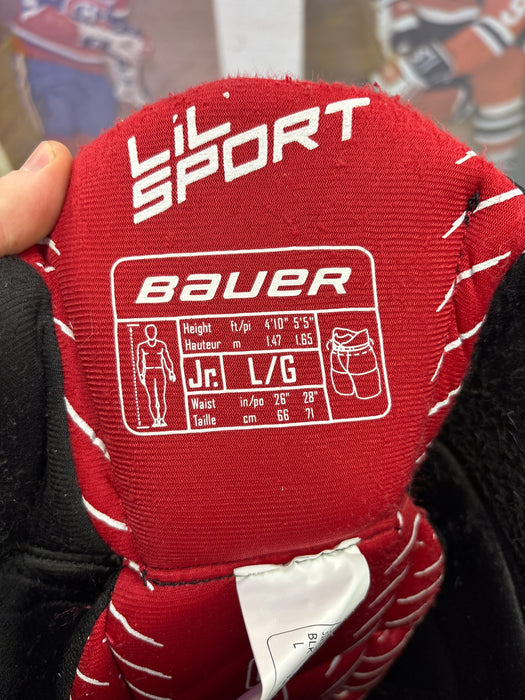 LiL
SPORT
BAUER
Height ft/pi 4'10" 5'5"
Hauteur m 1.47 1.65
Jr. L/G
Waist in/po 26" 28"
Taille cm 66 71
BLK
L